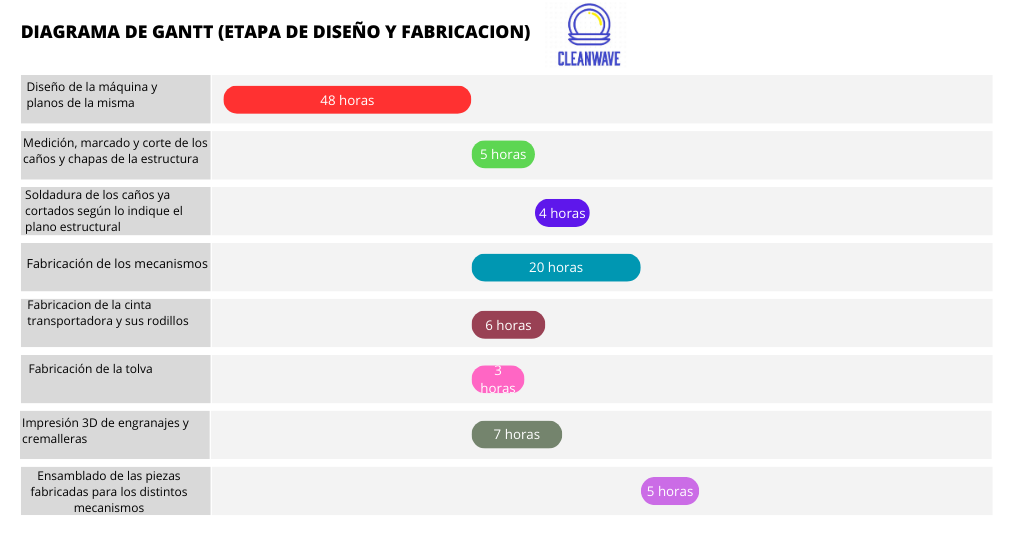 DIAGRAMA DE GANTT (ETAPA DE DISEÑO Y FABRICACION)
CLEANWAVE
Diseño de la máquina y
planos de la misma
48 horas
Medición, marcado y corte de los
caños y chapas de la estructura
5 horas
Soldadura de los caños ya
cortados según lo indique el
plano estructural
4 horas
Fabricación de los mecanismos
20 horas
Fabricacion de la cinta
transportadora y sus rodillos
6 horas
Fabricación de la tolva
3
horas
Impresión 3D de engranajes y
cremalleras
7 horas
Ensamblado de las piezas
fabricadas para los distintos
mecanismos
5 horas